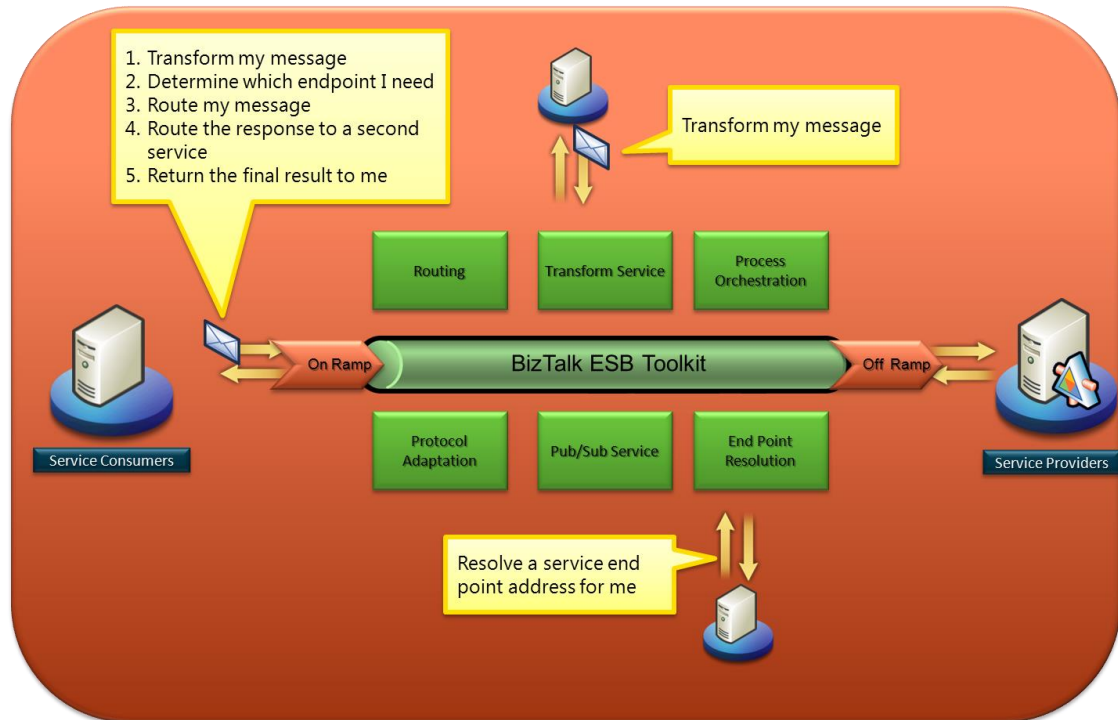 1. Transform my message
2. Determine which endpoint I need
3. Route my message
4. Route the response to a second
service
5. Return the final result to me
Transform my message
Routing
Transform Service
Process
Orchestration
Service Consumers
On Ramp
BizTalk ESB Toolkit
Off Ramp
Service Providers
Protocol
Adaptation
Pub/Sub Service
End Point
Resolution
Resolve a service end
point address for me